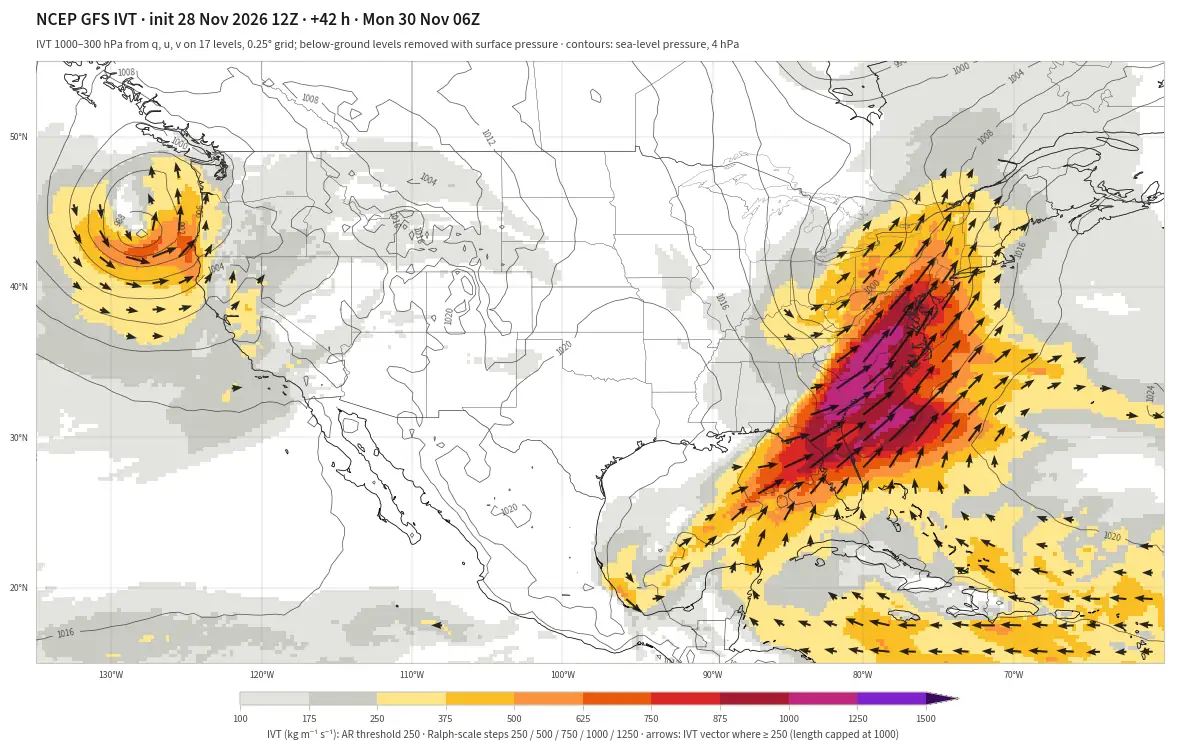 NCEP GFS IVT · init 28 Nov 2026 12Z · +42 h · Mon 30 Nov 06Z
IVT 1000–300 hPa from q, u, v on 17 levels, 0.25° grid; below-ground levels removed with surface pressure · contours: sea-level pressure, 4 hPa
1008
1008
1000
1004
1012
1000
1004
1008
50°N
1004
1004
1016
1016
1000
1020
1020
1024
40°N
30°N
1020
1020
20°N
1016
130°W 120°W 110°W 100°W 90°W 80°W 70°W
100 175 250 375 500 625 750 875 1000 1250 1500
IVT (kg m⁻¹ s⁻¹): AR threshold 250 · Ralph-scale steps 250 / 500 / 750 / 1000 / 1250 · arrows: IVT vector where ≥ 250 (length capped at 1000)